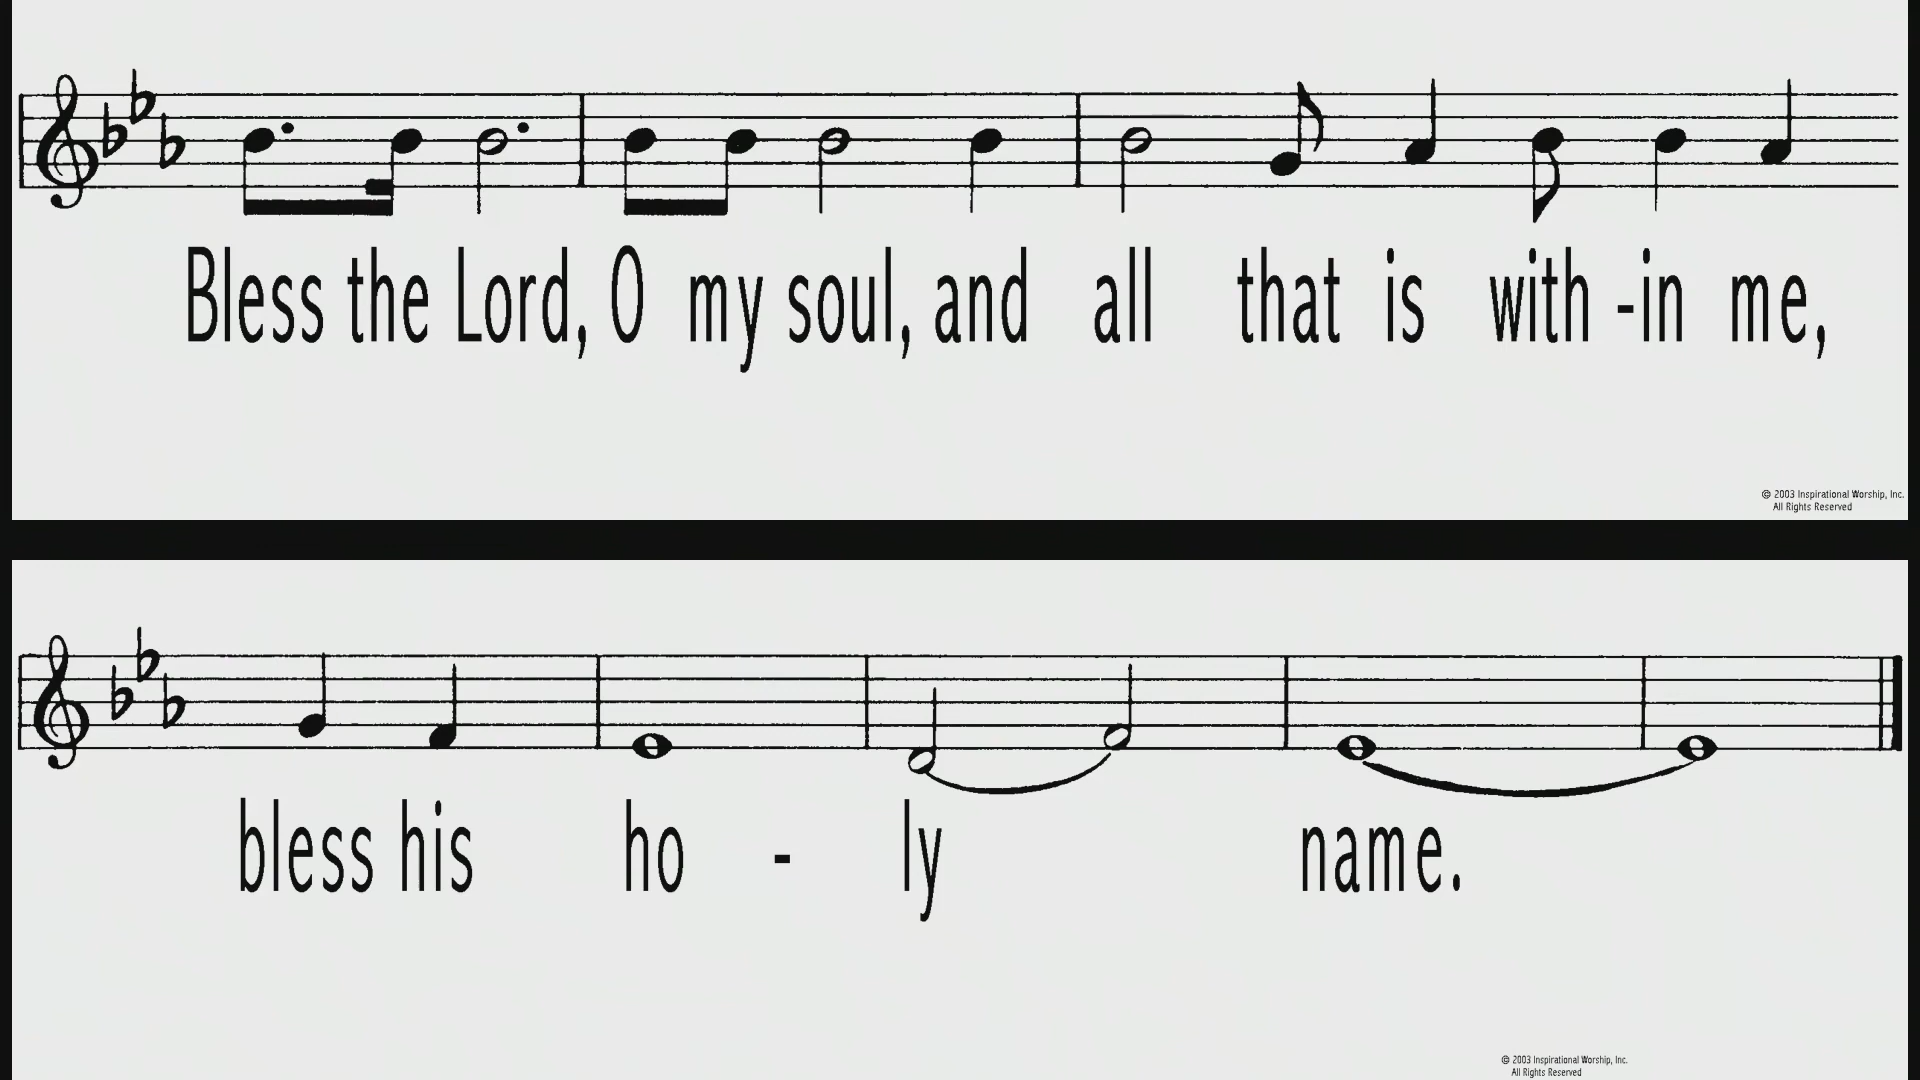 Bless the Lord, O my soul, and all that is with -in me,
© 2003 Inspirational Worship, Inc.
All Rights Reserved
bless his ho - ly name.
© 2003 Inspirational Worship, Inc.
All Rights Reserved